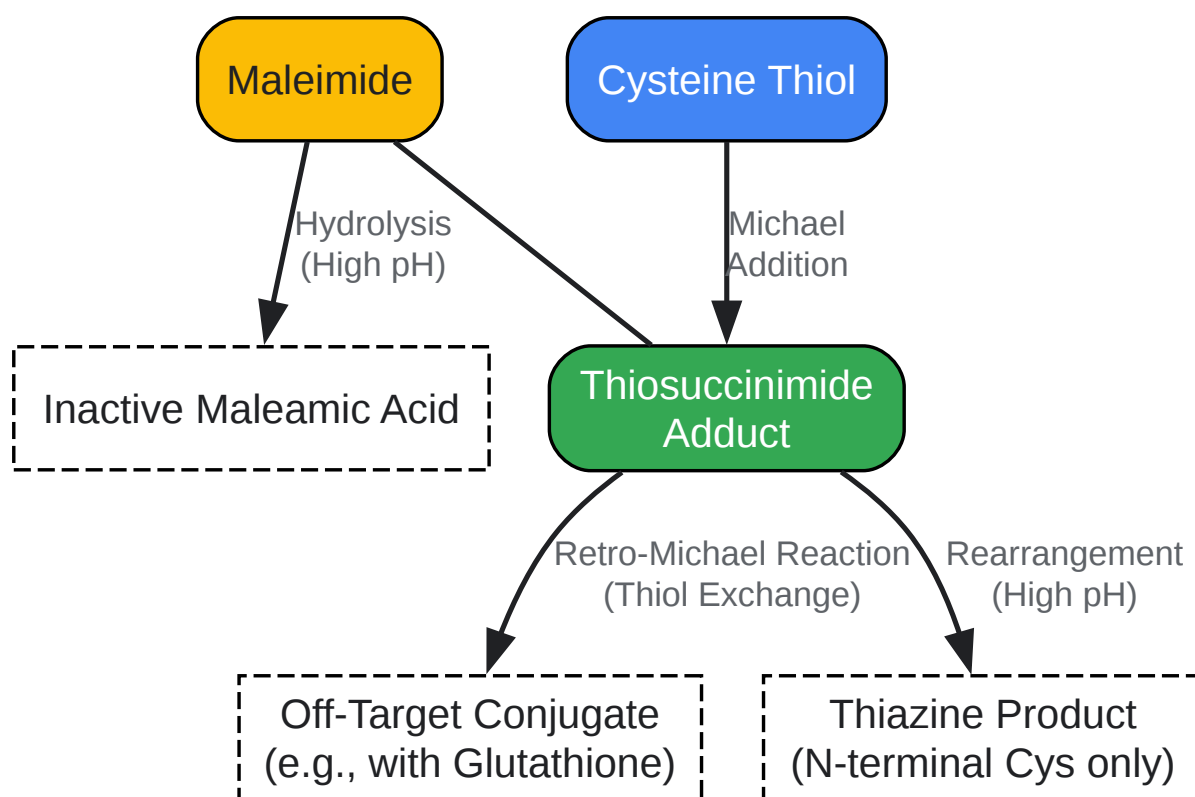 Maleimide
Cysteine Thiol
Hydrolysis
(High pH)
Michael
Addition
Inactive Maleamic Acid
Thiosuccinimide
Adduct
Retro-Michael Reaction
(Thiol Exchange)
Rearrangement
(High pH)
Off-Target Conjugate
(e.g., with Glutathione)
Thiazine Product
(N-terminal Cys only)